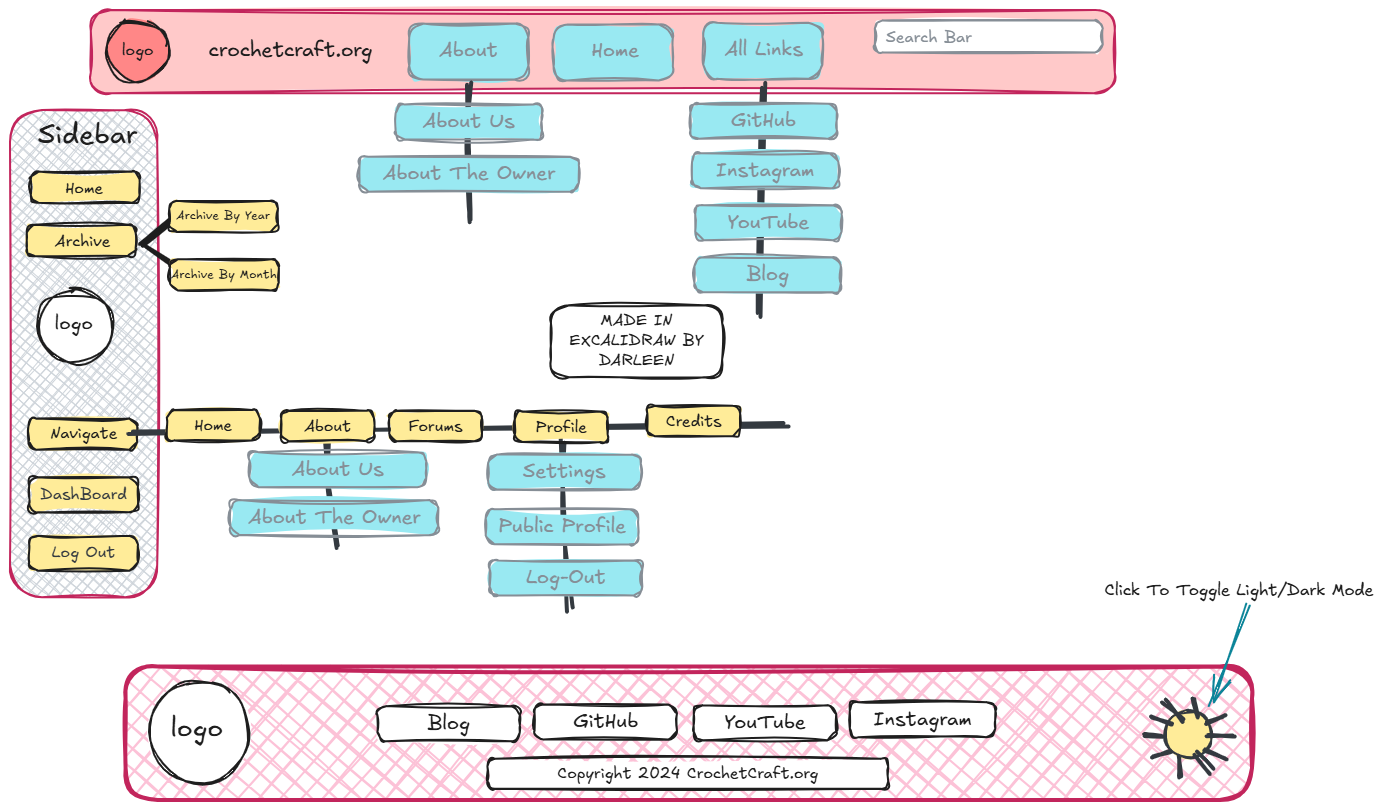 logo
crochetcraft.org
About
Home
All Links
Search Bar
About Us
About The Owner
GitHub
Instagram
YouTube
Blog
Sidebar
Home
Archive
Archive By Year
Archive By Month
logo
MADE IN
EXCALIDRAW BY
DARLEEN
Navigate
Home
About
Forums
Profile
Credits
About Us
About The Owner
Settings
Public Profile
Log-Out
DashBoard
Log Out
Click To Toggle Light/Dark Mode
logo
Blog
GitHub
YouTube
Instagram
Copyright 2024 CrochetCraft.org